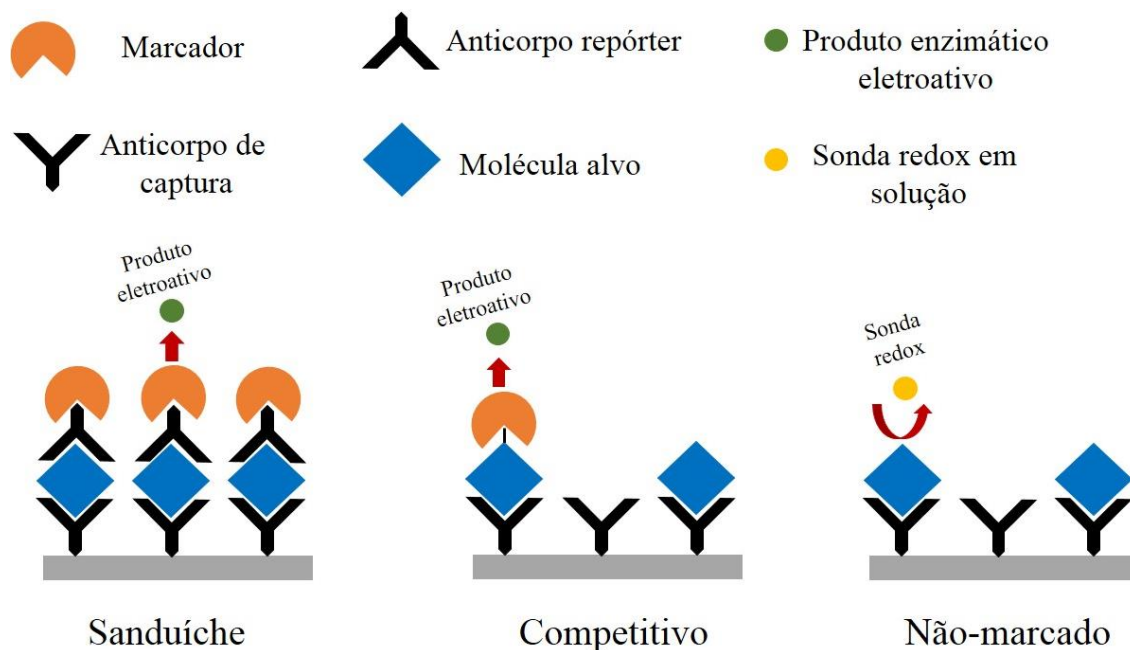 Marcador
Anticorpo repórter
Produto enzimático
eletroativo
Anticorpo de
captura
Molécula alvo
Sonda redox em
solução
Produto
eletroativo
Produto
eletroativo
Sonda
redox
Sanduíche
Competitivo
Não-marcado